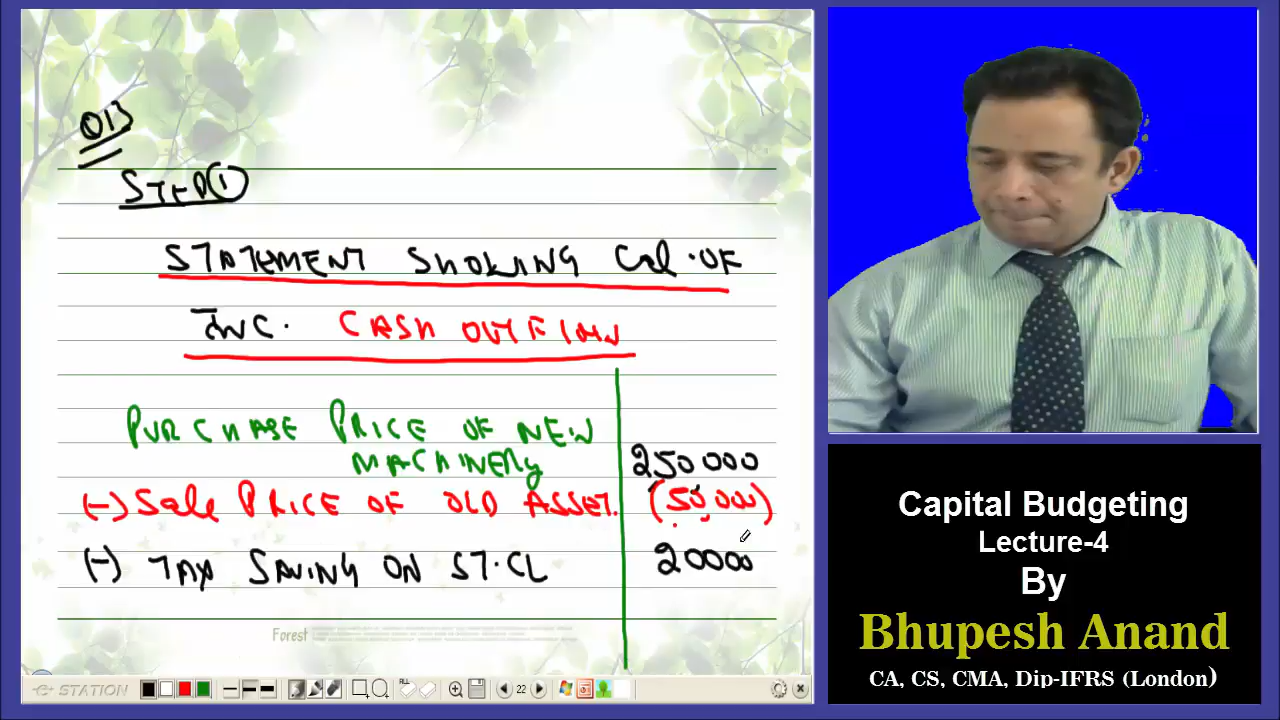 Q13
STEP ①
STATEMENT SHOWING Cal. OF
INC. CASH OUTFLOW
PURCHASE PRICE OF NEW
MACHINERY 250000
(-) Sale PRICE OF OLD ASSET. (50,000)
(-) TAX SAVING ON ST.CL 20000
Forest
STATION
22
Capital Budgeting
Lecture-4
By
Bhupesh Anand
CA, CS, CMA, Dip-IFRS (London)